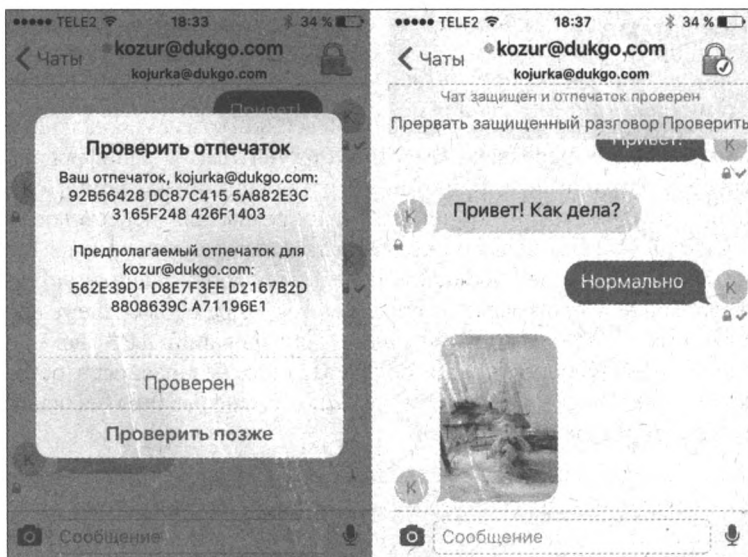 TELE2 18:33 34 %
Чаты kozur@dukgo.com
kojurka@dukgo.com
Привет!
K
Проверить отпечаток
Ваш отпечаток, kojurka@dukgo.com:
92B56428 DC87C415 5A882E3C
3165F248 426F1403
Предполагаемый отпечаток для
kozur@dukgo.com:
562E39D1 D8E7F3FE D2167B2D
8808639C A71196E1
Проверен
Проверить позже
K
Сообщение
TELE2 18:37 34 %
Чаты kozur@dukgo.com
kojurka@dukgo.com
Чат защищен и отпечаток проверен
Прервать защищенный разговор Проверить
Привет! K
K Привет! Как дела?
Нормально K
K
Сообщение